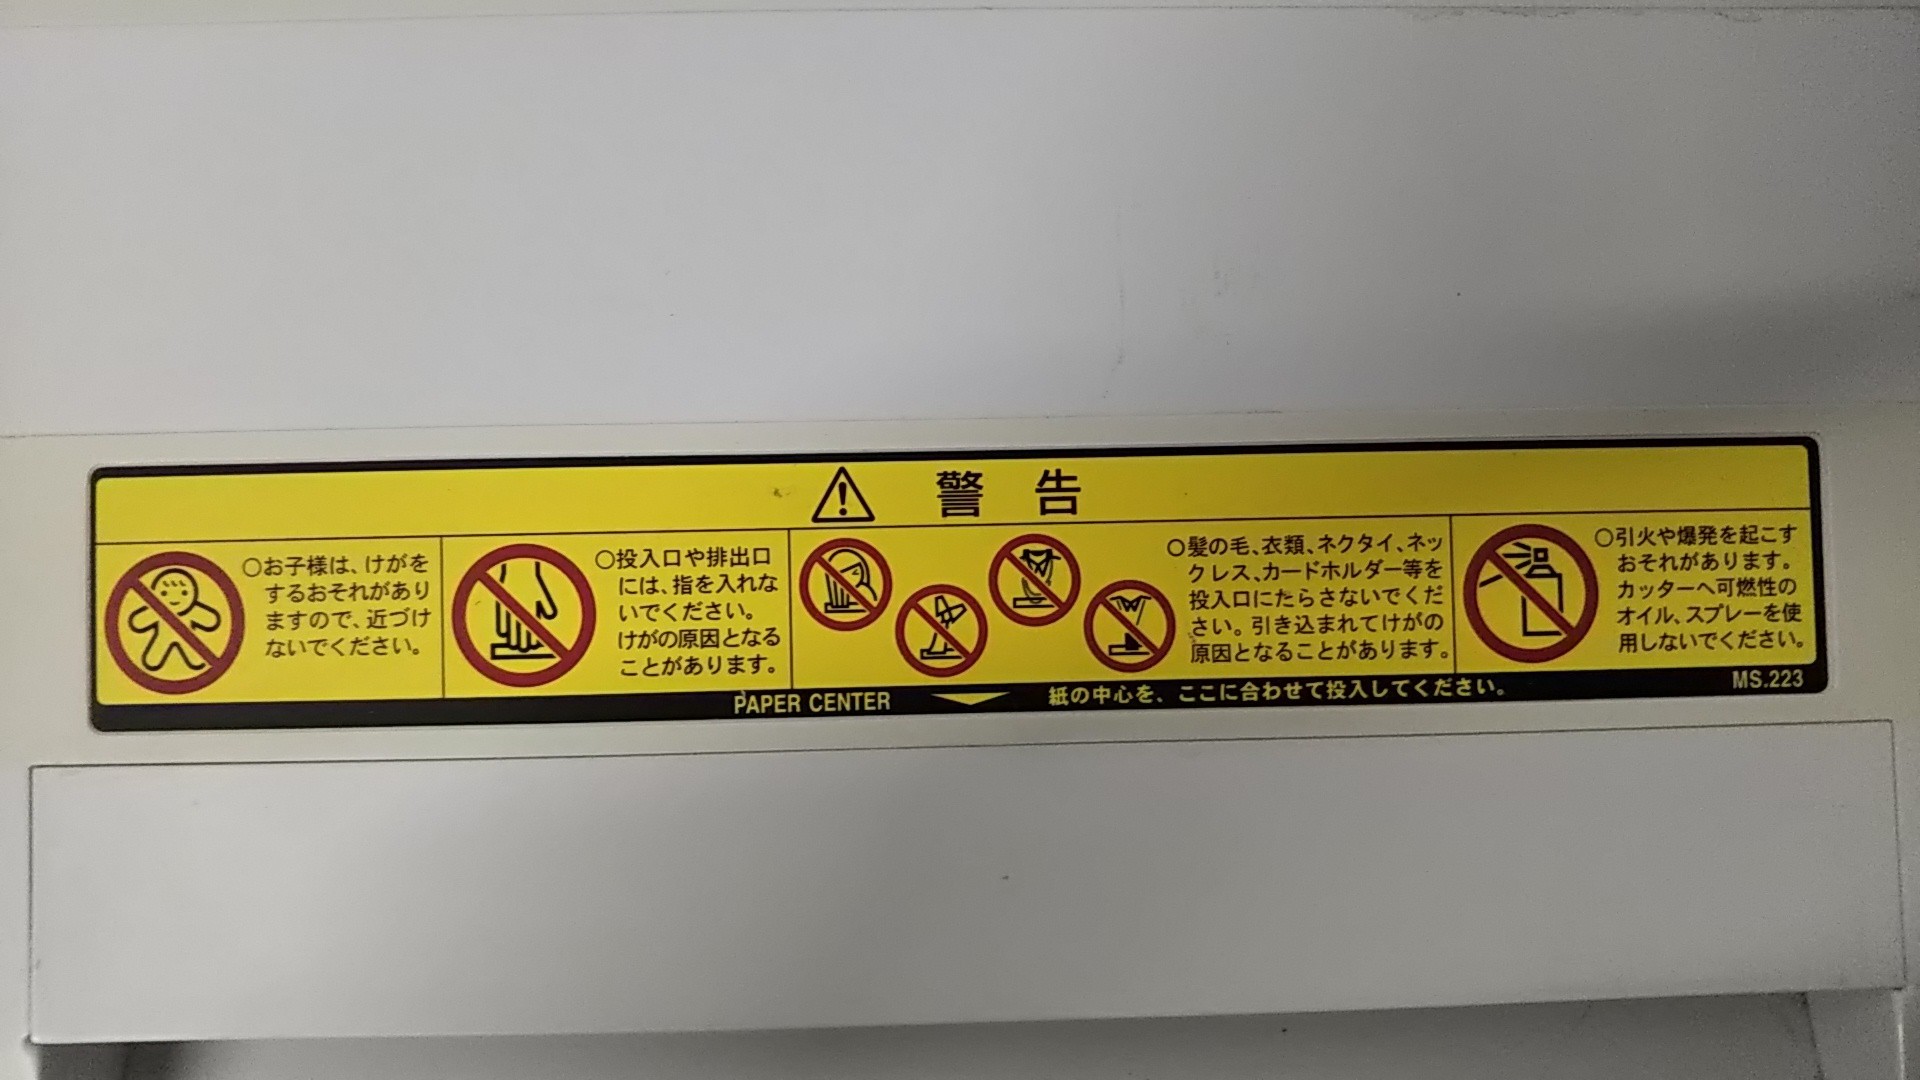 警告
○お子様は、けがを
するおそれがあり
ますので、近づけ
ないでください。
○投入口や排出口
には、指を入れな
いでください。
けがの原因となる
ことがあります。
○髪の毛、衣類、ネクタイ、ネッ
クレス、カードホルダー等を
投入口にたらさないでくだ
さい。引き込まれてけがの
原因となることがあります。
○引火や爆発を起こす
おそれがあります。
カッターへ可燃性の
オイル、スプレーを使
用しないでください。
PAPER CENTER 紙の中心を、ここに合わせて投入してください。
MS.223